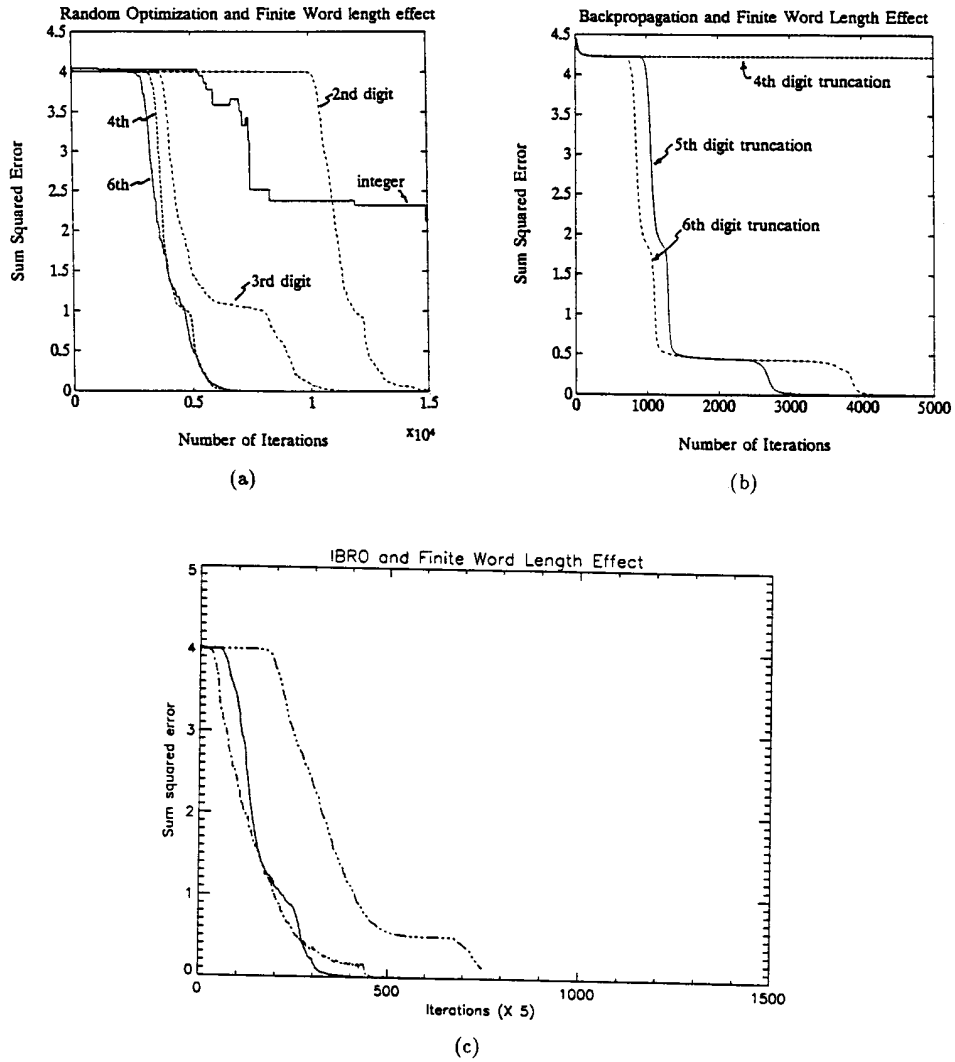 Random Optimization and Finite Word length effect
4.5
4
3.5
3
2.5
2
1.5
1
0.5
0
Sum Squared Error
4th
6th
2nd digit
integer
3rd digit
0
0.5
1
1.5
x10⁴
Number of Iterations
(a)
Backpropagation and Finite Word Length Effect
4.5
4
3.5
3
2.5
2
1.5
1
0.5
0
Sum Squared Error
4th digit truncation
5th digit truncation
6th digit truncation
0
1000
2000
3000
4000
5000
Number of Iterations
(b)
IBRO and Finite Word Length Effect
5
4
3
2
1
0
Sum squared error
0
500
1000
1500
Iterations (X 5)
(c)